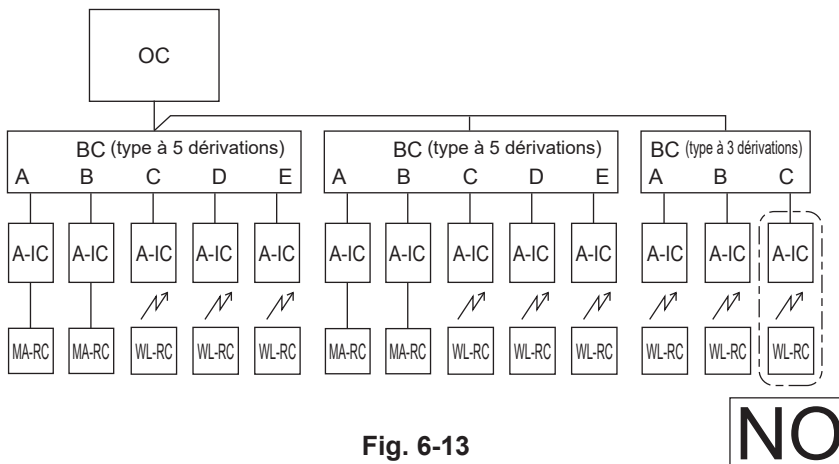 OC
BC (type à 5 dérivations) BC (type à 5 dérivations) BC (type à 3 dérivations)
A B C D E A B C D E A B C
A-IC A-IC A-IC A-IC A-IC A-IC A-IC A-IC A-IC A-IC A-IC A-IC A-IC
MA-RC MA-RC WL-RC WL-RC WL-RC MA-RC MA-RC WL-RC WL-RC WL-RC WL-RC WL-RC WL-RC
Fig. 6-13
NO